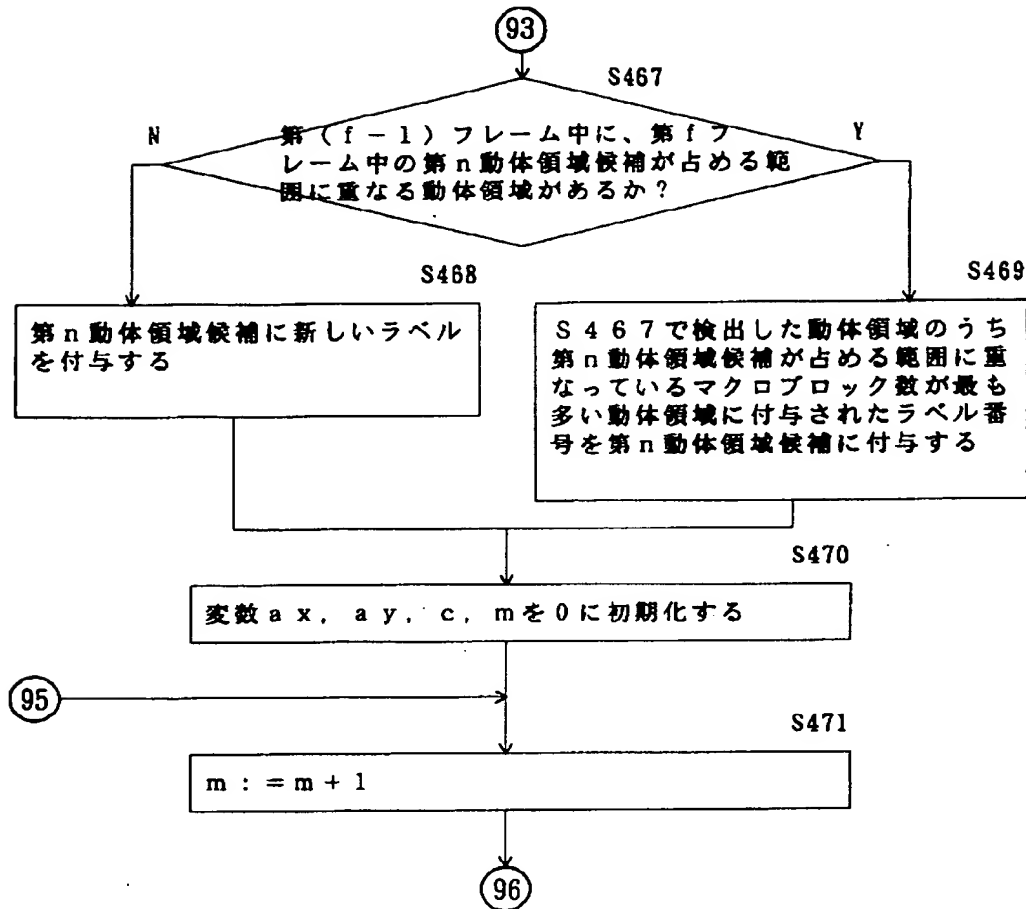 93
S467
N
Y
第(f-1)フレーム中に、第fフ
レーム中の第n動体領域候補が占める範
囲に重なる動体領域があるか?
S468
S469
第n動体領域候補に新しいラベル
を付与する
S467で検出した動体領域のうち
第n動体領域候補が占める範囲に重
なっているマクロブロック数が最も
多い動体領域に付与されたラベル番
号を第n動体領域候補に付与する
S470
変数ax, ay, c, mを0に初期化する
95
S471
m:=m+1
96